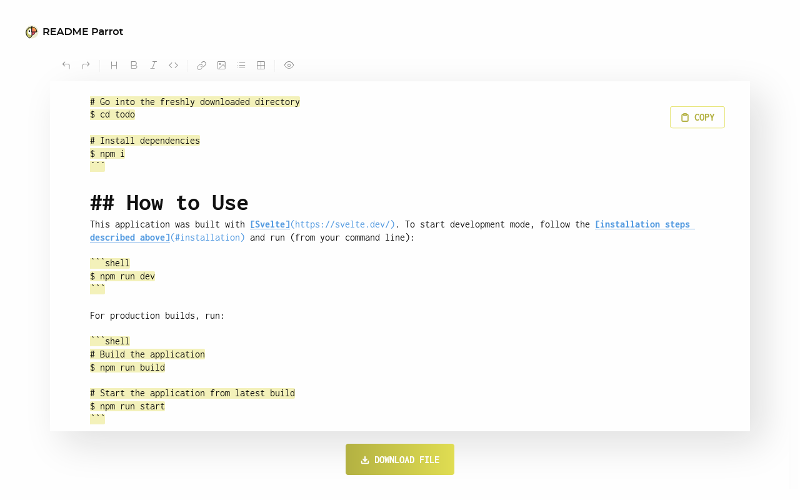 README Parrot
# Go into the freshly downloaded directory
$ cd todo
COPY
# Install dependencies
$ npm i
```
## How to Use
This application was built with [Svelte](https://svelte.dev/). To start development mode, follow the [installation steps
described above](#installation) and run (from your command line):
```shell
$ npm run dev
```
For production builds, run:
```shell
# Build the application
$ npm run build
# Start the application from latest build
$ npm run start
```
DOWNLOAD FILE